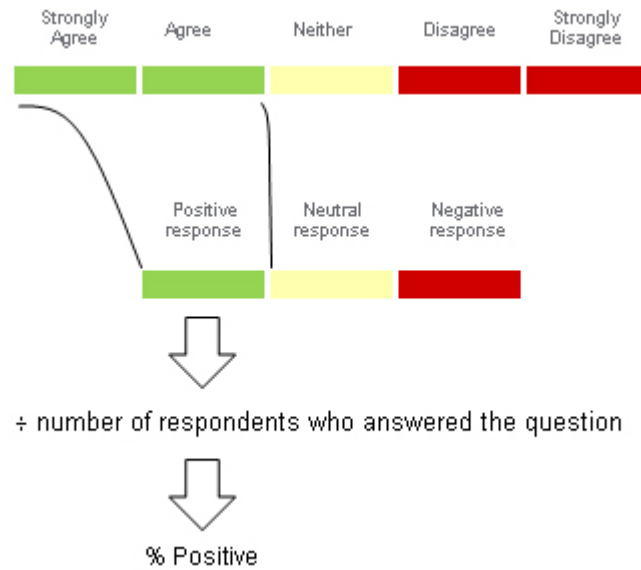 Strongly
Agree
Agree
Neither
Disagree
Strongly
Disagree
Positive
response
Neutral
response
Negative
response
÷ number of respondents who answered the question
% Positive